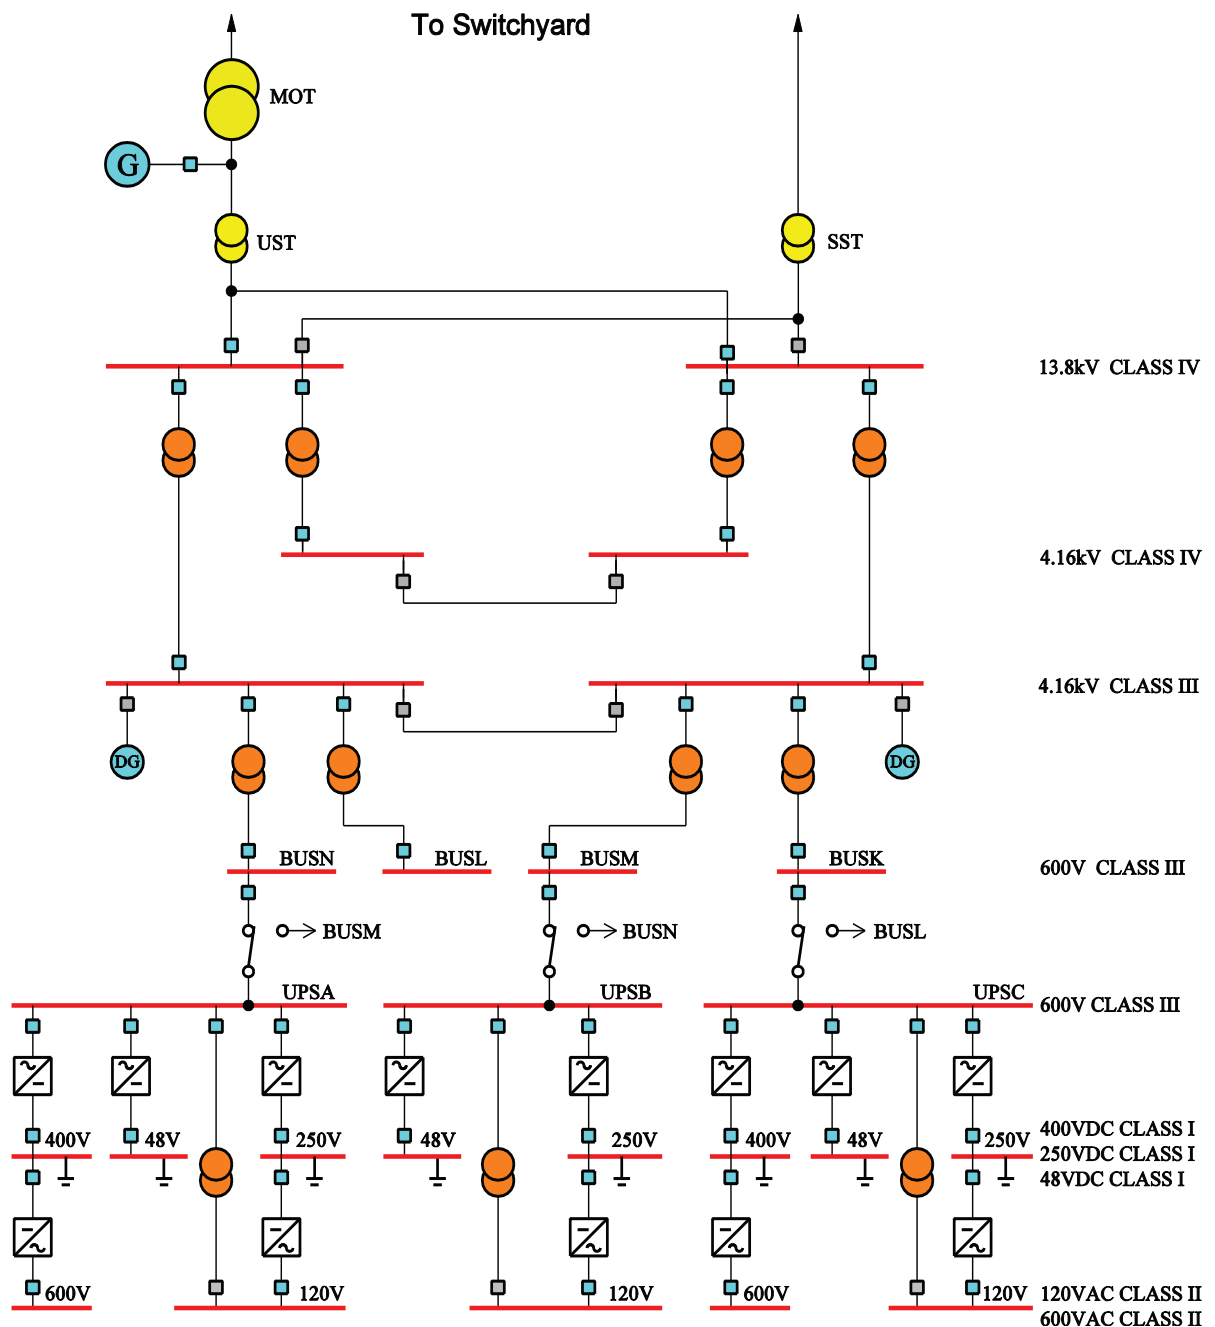 To Switchyard
MOT
G
UST
SST
13.8kV CLASS IV
4.16kV CLASS IV
4.16kV CLASS III
DG
DG
BUSN
BUSL
BUSM
BUSK
600V CLASS III
BUSM
BUSN
BUSL
UPSA
UPSB
UPSC
600V CLASS III
400V
48V
250V
48V
250V
400V
48V
250V
400VDC CLASS I
250VDC CLASS I
48VDC CLASS I
600V
120V
120V
600V
120V
120VAC CLASS II
600VAC CLASS II